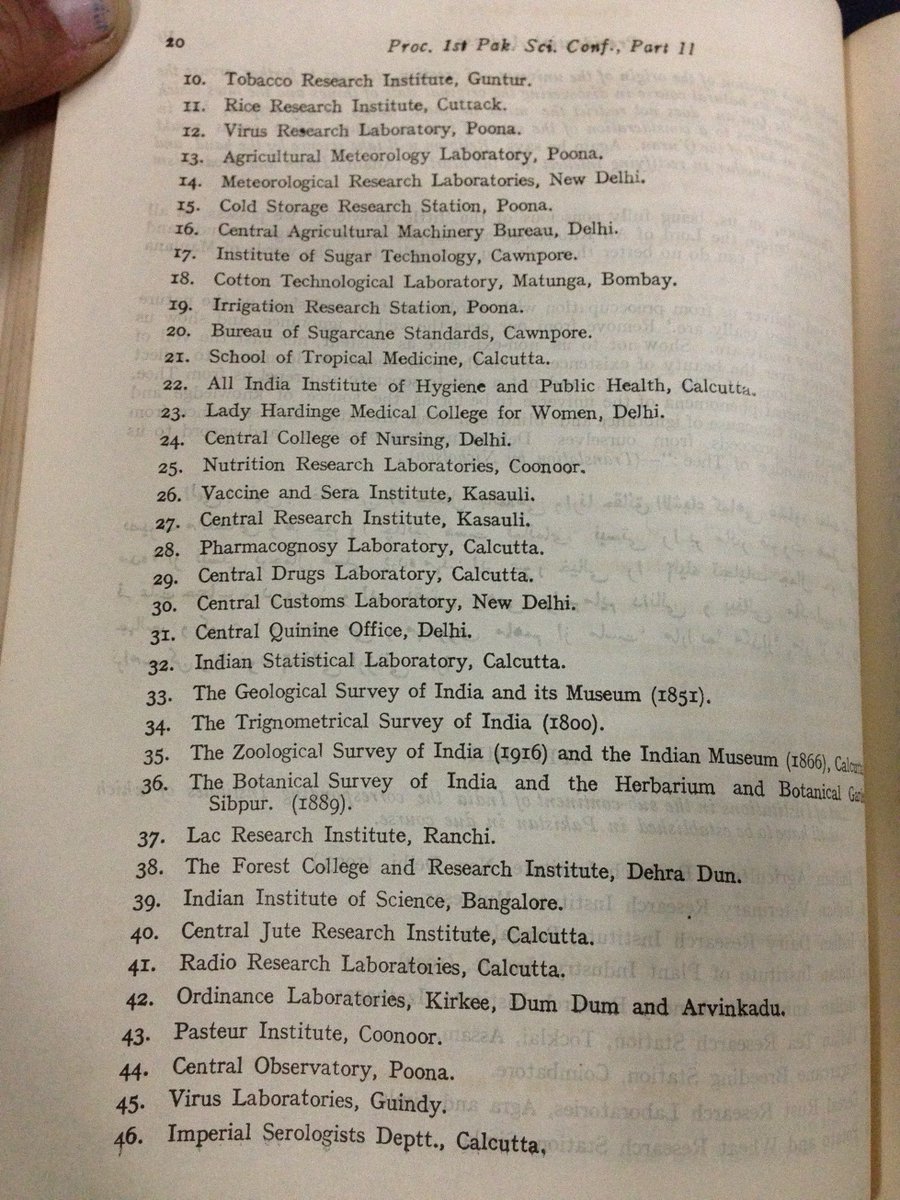 20 Proc. 1st Pak. Sci. Conf., Part II
10. Tobacco Research Institute, Guntur.
11. Rice Research Institute, Cuttack.
12. Virus Research Laboratory, Poona.
13. Agricultural Meteorology Laboratory, Poona.
14. Meteorological Research Laboratories, New Delhi.
15. Cold Storage Research Station, Poona.
16. Central Agricultural Machinery Bureau, Delhi.
17. Institute of Sugar Technology, Cawnpore.
18. Cotton Technological Laboratory, Matunga, Bombay.
19. Irrigation Research Station, Poona.
20. Bureau of Sugarcane Standards, Cawnpore.
21. School of Tropical Medicine, Calcutta.
22. All India Institute of Hygiene and Public Health, Calcutta.
23. Lady Hardinge Medical College for Women, Delhi.
24. Central College of Nursing, Delhi.
25. Nutrition Research Laboratories, Coonoor.
26. Vaccine and Sera Institute, Kasauli.
27. Central Research Institute, Kasauli.
28. Pharmacognosy Laboratory, Calcutta.
29. Central Drugs Laboratory, Calcutta.
30. Central Customs Laboratory, New Delhi.
31. Central Quinine Office, Delhi.
32. Indian Statistical Laboratory, Calcutta.
33. The Geological Survey of India and its Museum (1851).
34. The Trignometrical Survey of India (1800).
35. The Zoological Survey of India (1916) and the Indian Museum (1866),
36. The Botanical Survey of India and the Herbarium and Botanical
Sibpur. (1889).
37. Lac Research Institute, Ranchi.
38. The Forest College and Research Institute, Dehra Dun.
39. Indian Institute of Science, Bangalore.
40. Central Jute Research Institute, Calcutta.
41. Radio Research Laboratories, Calcutta.
42. Ordinance Laboratories, Kirkee, Dum Dum and Arvinkadu.
43. Pasteur Institute, Coonoor.
44. Central Observatory, Poona.
45. Virus Laboratories, Guindy.
46. Imperial Serologists Deptt., Calcutta.